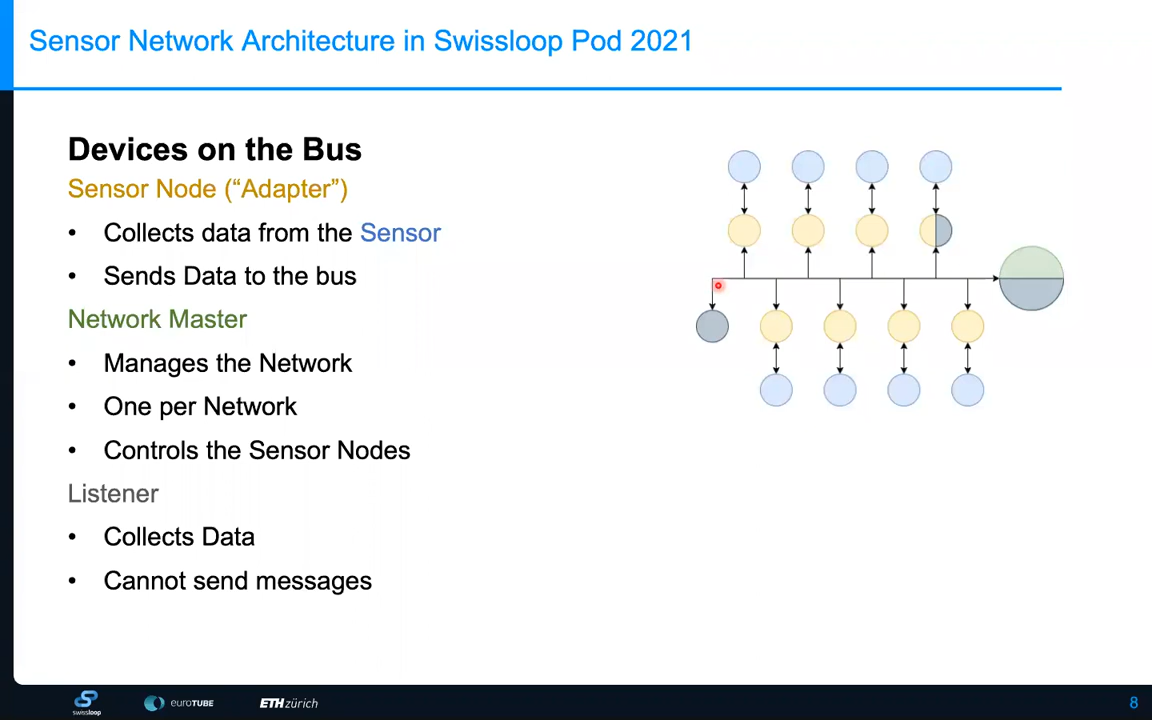 Sensor Network Architecture in Swissloop Pod 2021
Devices on the Bus
Sensor Node (“Adapter”)
• Collects data from the Sensor
• Sends Data to the bus
Network Master
• Manages the Network
• One per Network
• Controls the Sensor Nodes
Listener
• Collects Data
• Cannot send messages
swissloop
euroTUBE
ETH zürich
8